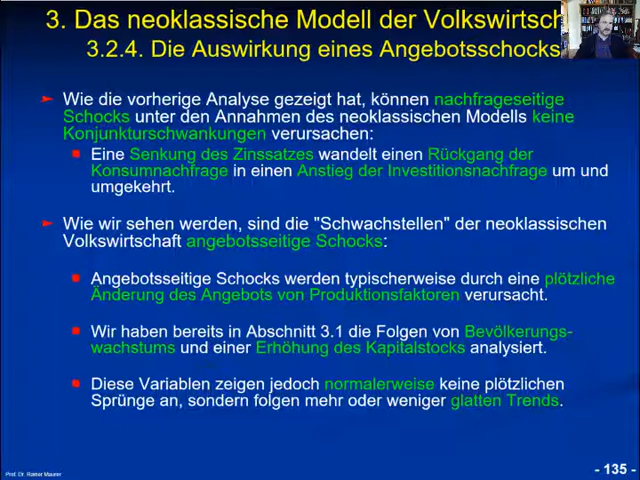 3. Das neoklassische Modell der Volkswirtsch
3.2.4. Die Auswirkung eines Angebotsschocks
Wie die vorherige Analyse gezeigt hat, können nachfrageseitige
Schocks unter den Annahmen des neoklassischen Modells keine
Konjunkturschwankungen verursachen:
Eine Senkung des Zinssatzes wandelt einen Rückgang der
Konsumnachfrage in einen Anstieg der Investitionsnachfrage um und
umgekehrt.
Wie wir sehen werden, sind die "Schwachstellen" der neoklassischen
Volkswirtschaft angebotsseitige Schocks:
Angebotsseitige Schocks werden typischerweise durch eine plötzliche
Änderung des Angebots von Produktionsfaktoren verursacht.
Wir haben bereits in Abschnitt 3.1 die Folgen von Bevölkerungs-
wachstums und einer Erhöhung des Kapitalstocks analysiert.
Diese Variablen zeigen jedoch normalerweise keine plötzlichen
Sprünge an, sondern folgen mehr oder weniger glatten Trends.
Prof. Dr. Rainer Maurer
- 135 -